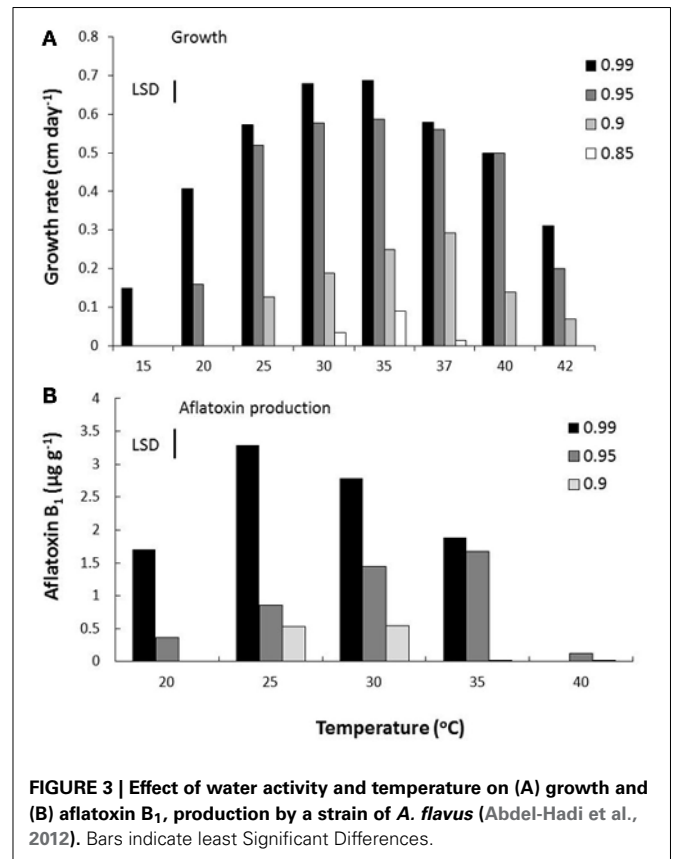 A
Growth
0.8
0.7
0.6
0.5
0.4
0.3
0.2
0.1
0
Growth rate (cm day-1)
LSD
0.99
0.95
0.9
0.85
15 20 25 30 35 37 40 42
B
Aflatoxin production
4
3.5
3
2.5
2
1.5
1
0.5
0
Aflatoxin B1 (µg g-1)
LSD
0.99
0.95
0.9
20 25 30 35 40
Temperature (°C)
FIGURE 3 | Effect of water activity and temperature on (A) growth and
(B) aflatoxin B1, production by a strain of A. flavus (Abdel-Hadi et al.,
2012). Bars indicate least Significant Differences.